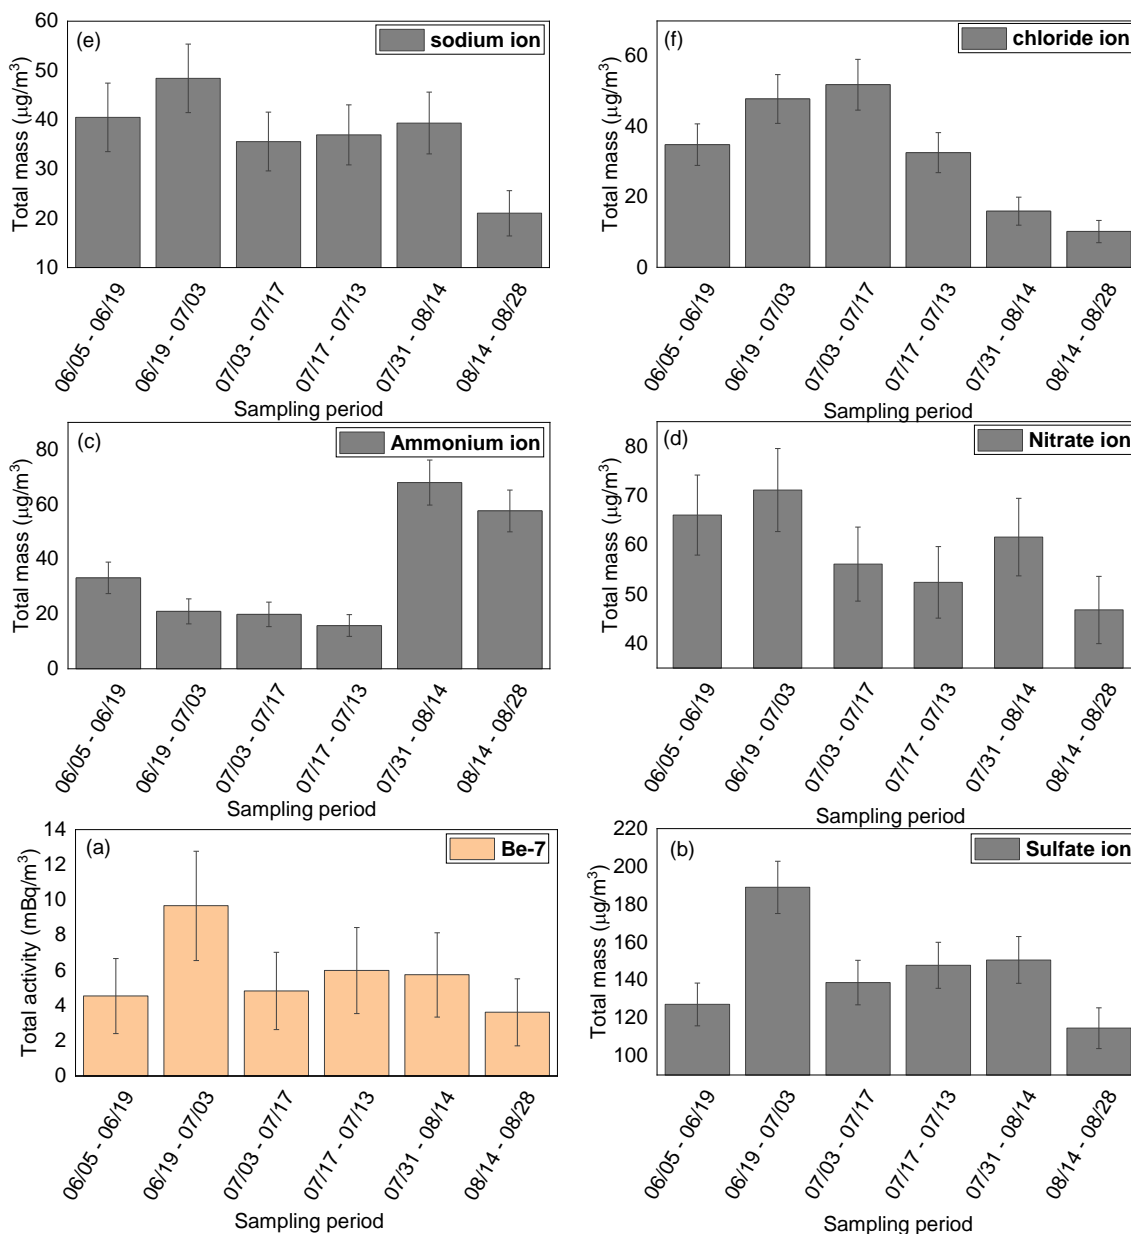 (e)
sodium ion
Total mass (μg/m³)
60
50
40
30
20
10
06/05 - 06/19
06/19 - 07/03
07/03 - 07/17
07/17 - 07/13
07/31 - 08/14
08/14 - 08/28
Sampling period
(f)
chloride ion
Total mass (μg/m³)
60
40
20
0
06/05 - 06/19
06/19 - 07/03
07/03 - 07/17
07/17 - 07/13
07/31 - 08/14
08/14 - 08/28
Sampling period
(c)
Ammonium ion
Total mass (μg/m³)
80
60
40
20
0
06/05 - 06/19
06/19 - 07/03
07/03 - 07/17
07/17 - 07/13
07/31 - 08/14
08/14 - 08/28
Sampling period
(d)
Nitrate ion
Total mass (μg/m³)
80
70
60
50
40
06/05 - 06/19
06/19 - 07/03
07/03 - 07/17
07/17 - 07/13
07/31 - 08/14
08/14 - 08/28
Sampling period
(a)
Be-7
Total activity (mBq/m³)
14
12
10
8
6
4
2
0
06/05 - 06/19
06/19 - 07/03
07/03 - 07/17
07/17 - 07/13
07/31 - 08/14
08/14 - 08/28
Sampling period
(b)
Sulfate ion
Total mass (μg/m³)
220
200
180
160
140
120
100
06/05 - 06/19
06/19 - 07/03
07/03 - 07/17
07/17 - 07/13
07/31 - 08/14
08/14 - 08/28
Sampling period